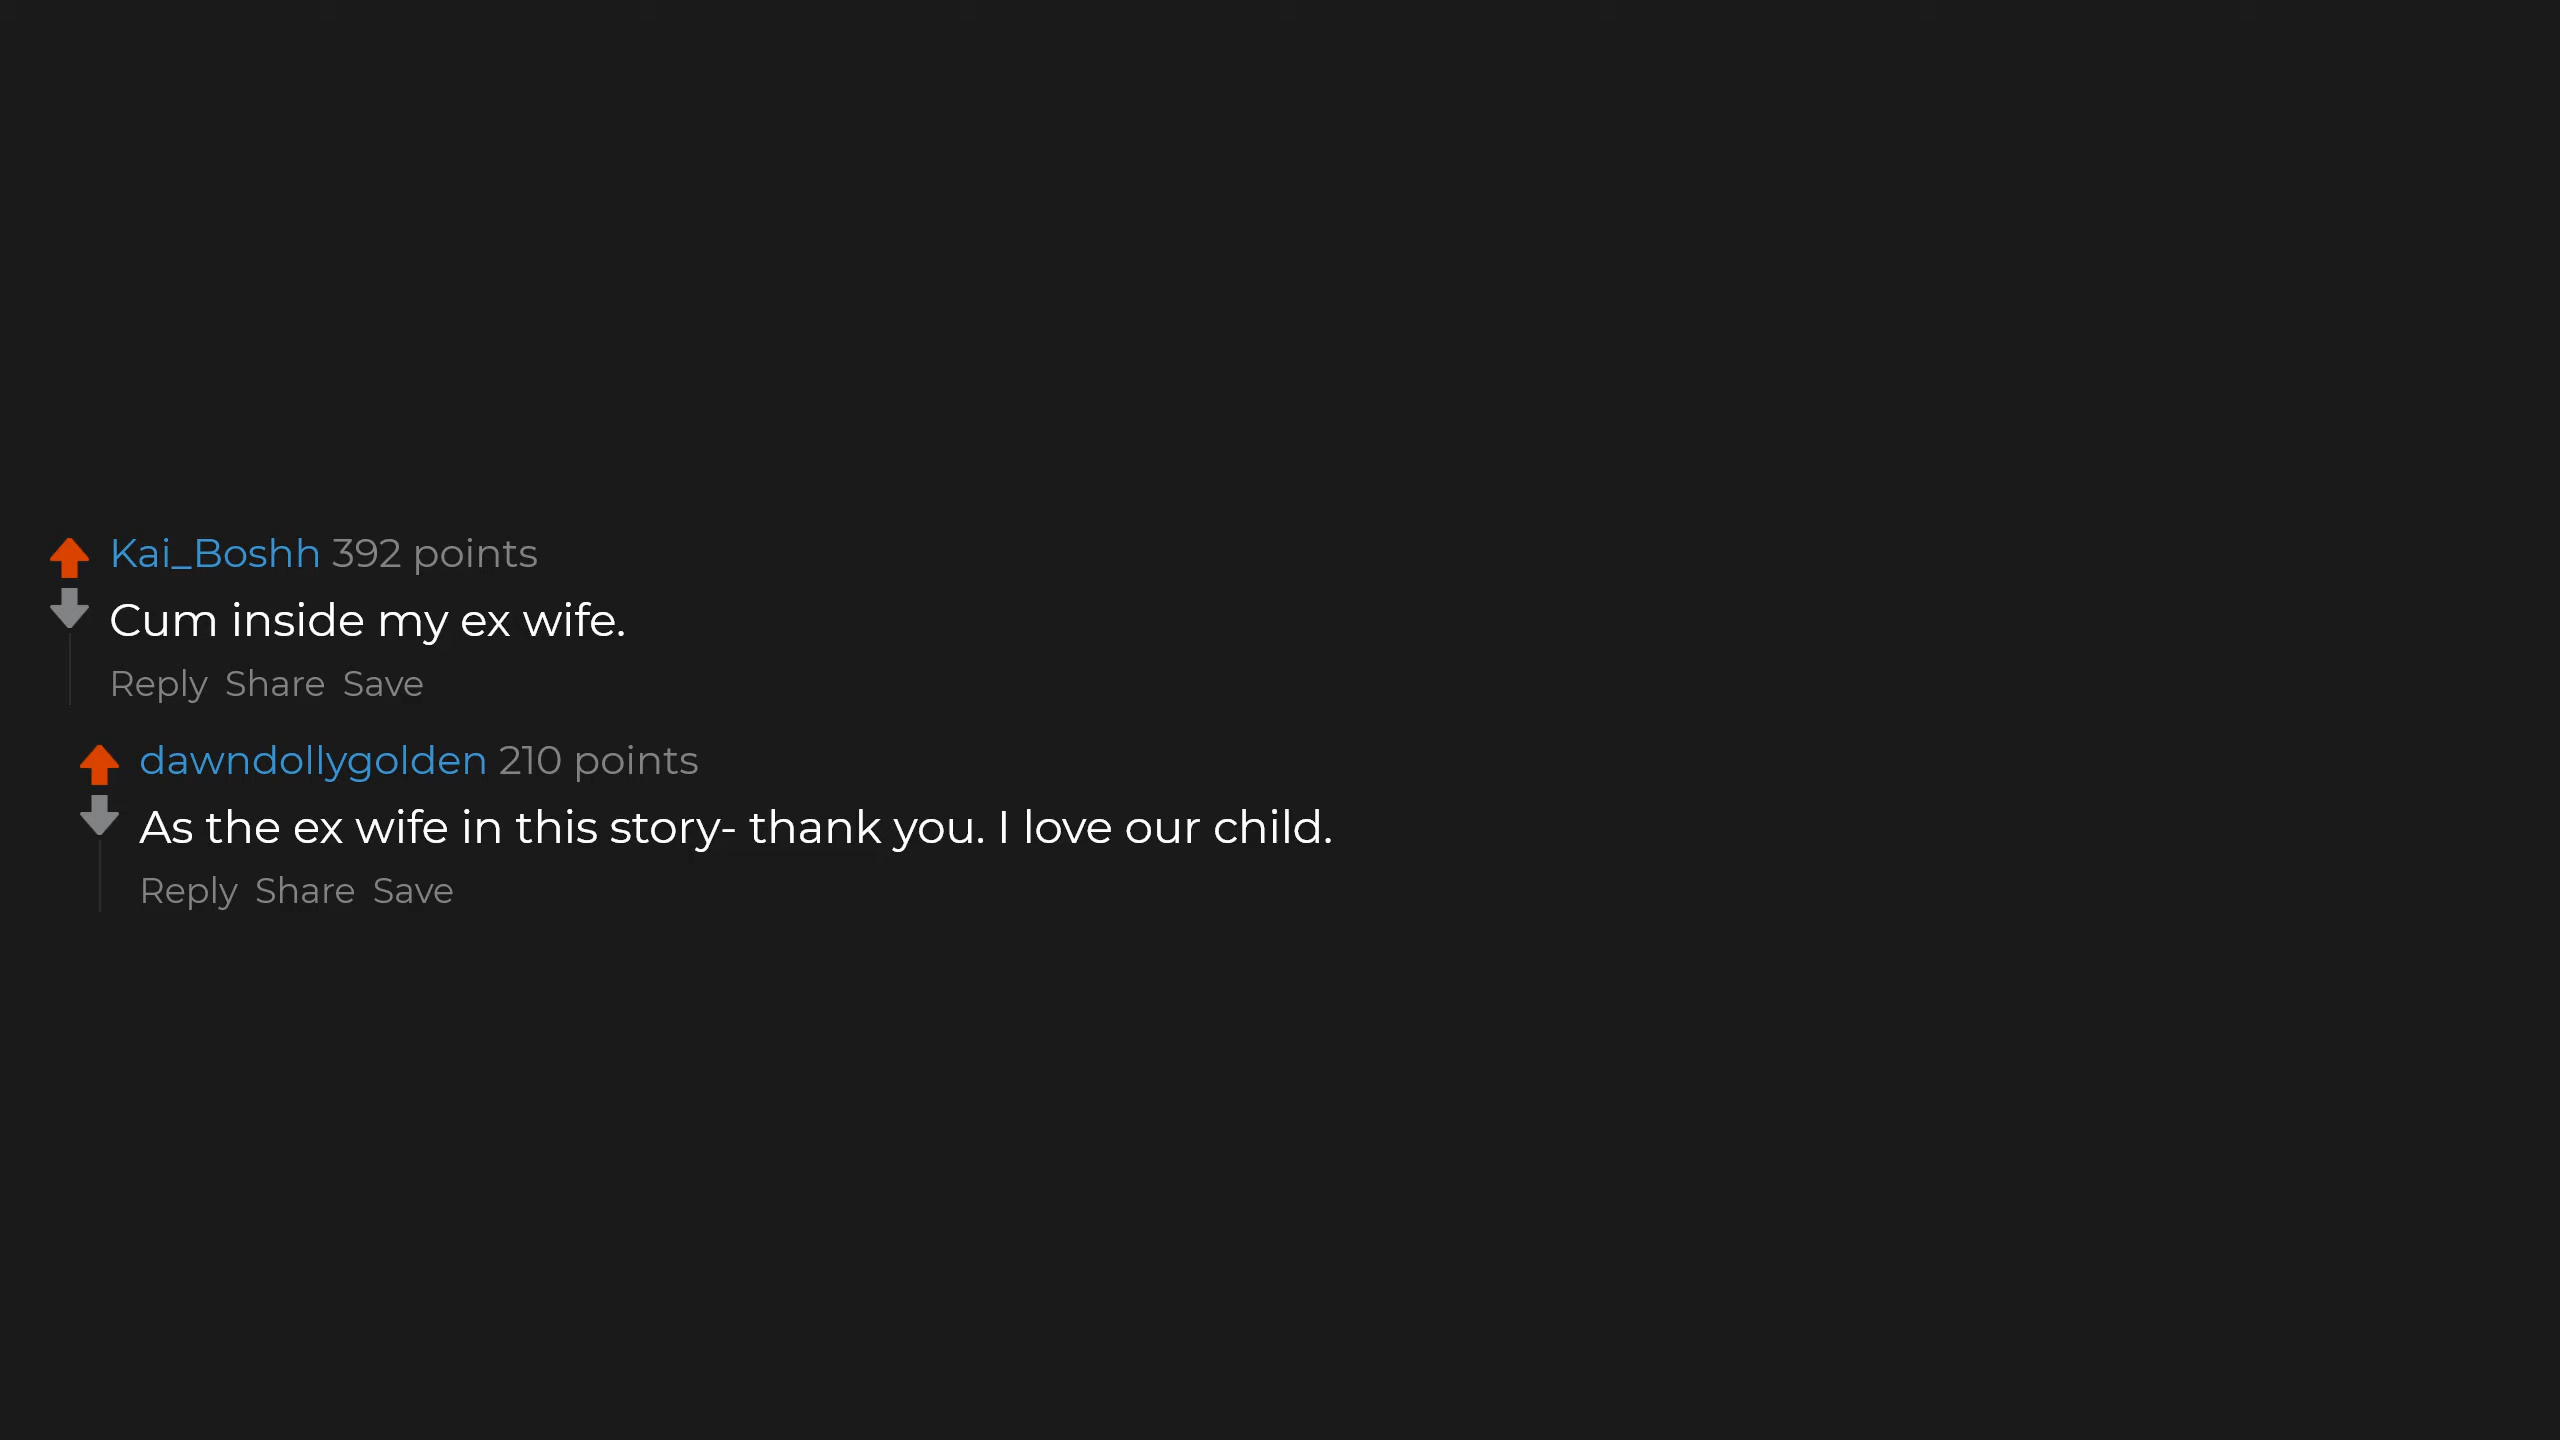 Kai_Boshh 392 points
Cum inside my ex wife.
Reply Share Save
dawndollygolden 210 points
As the ex wife in this story- thank you. I love our child.
Reply Share Save